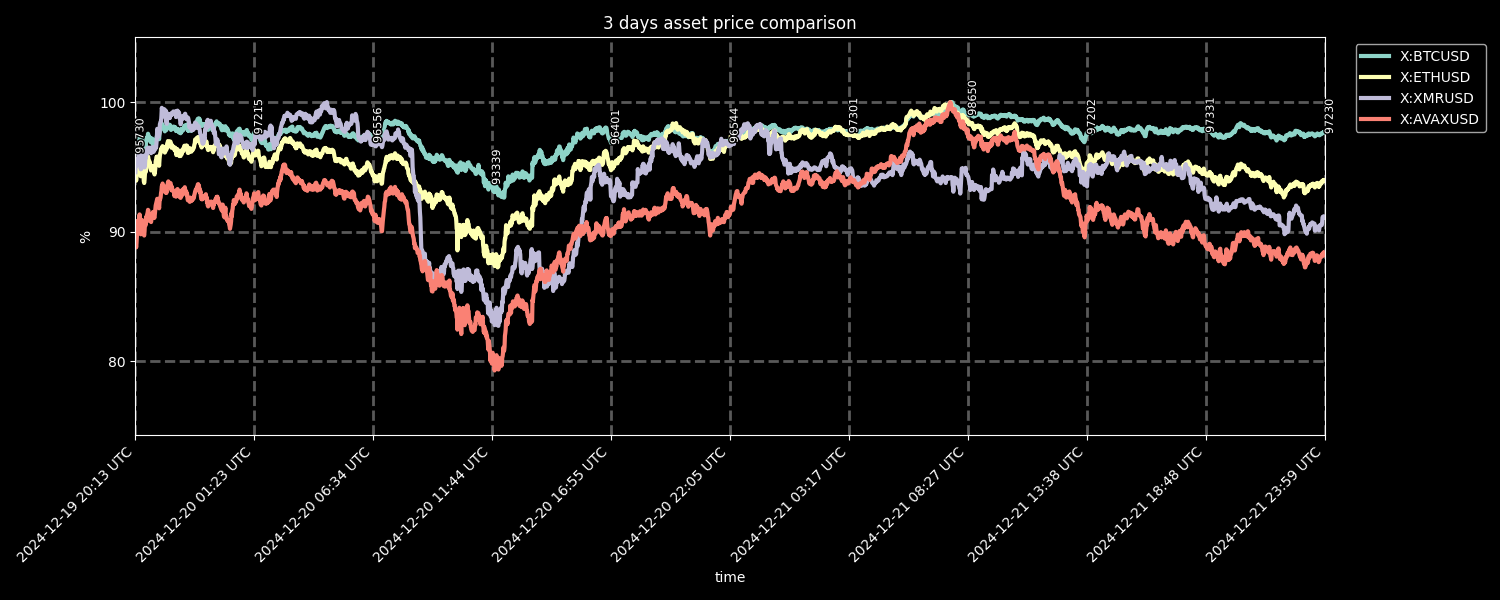 3 days asset price comparison
X:BTCUSD
X:ETHUSD
X:XMRUSD
X:AVAXUSD
100
90
80
%
95730
97215
96556
93339
96401
96544
97301
98650
97202
97331
97230
2024-12-19 20:13 UTC
2024-12-20 01:23 UTC
2024-12-20 06:34 UTC
2024-12-20 11:44 UTC
2024-12-20 16:55 UTC
2024-12-20 22:05 UTC
2024-12-21 03:17 UTC
2024-12-21 08:27 UTC
2024-12-21 13:38 UTC
2024-12-21 18:48 UTC
2024-12-21 23:59 UTC
time